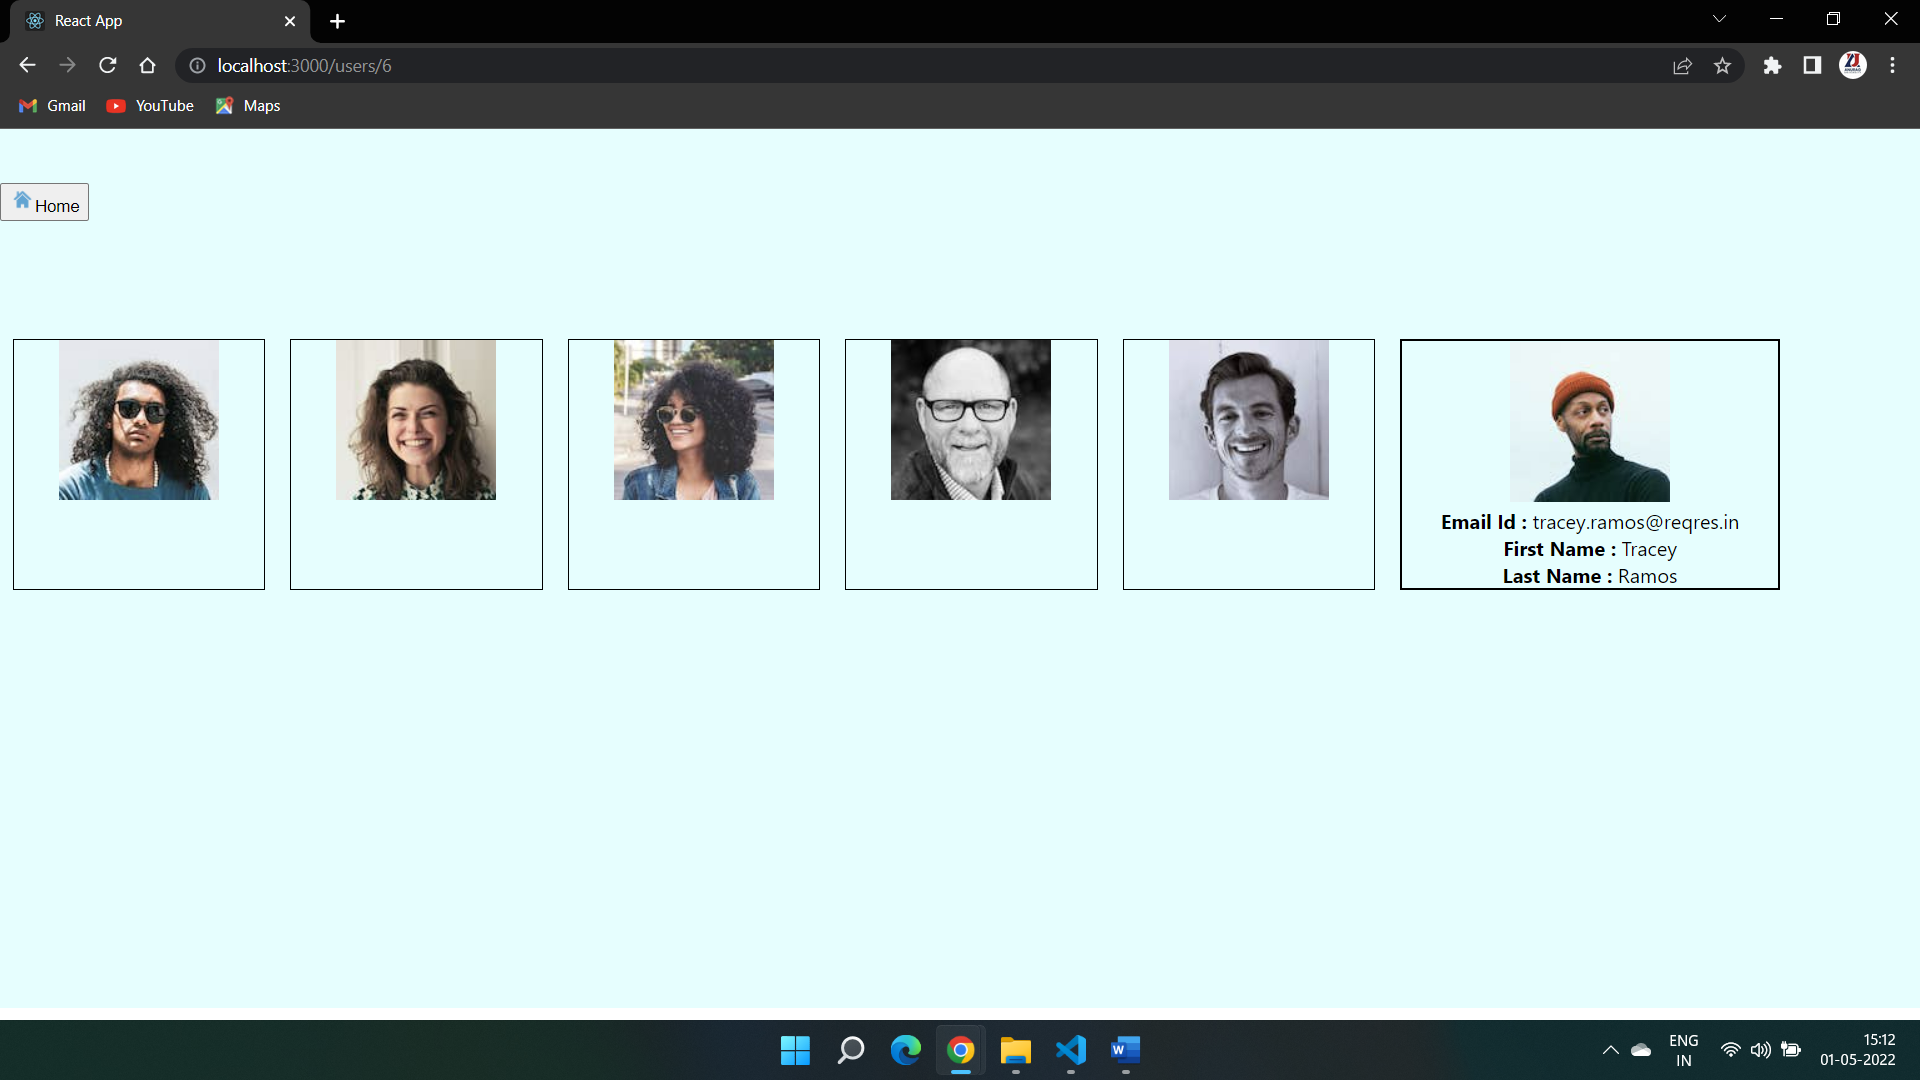 React App
localhost:3000/users/6
Gmail YouTube Maps
Home
Email Id : tracey.ramos@reqres.in
First Name : Tracey
Last Name : Ramos
ENG
IN
15:12
01-05-2022